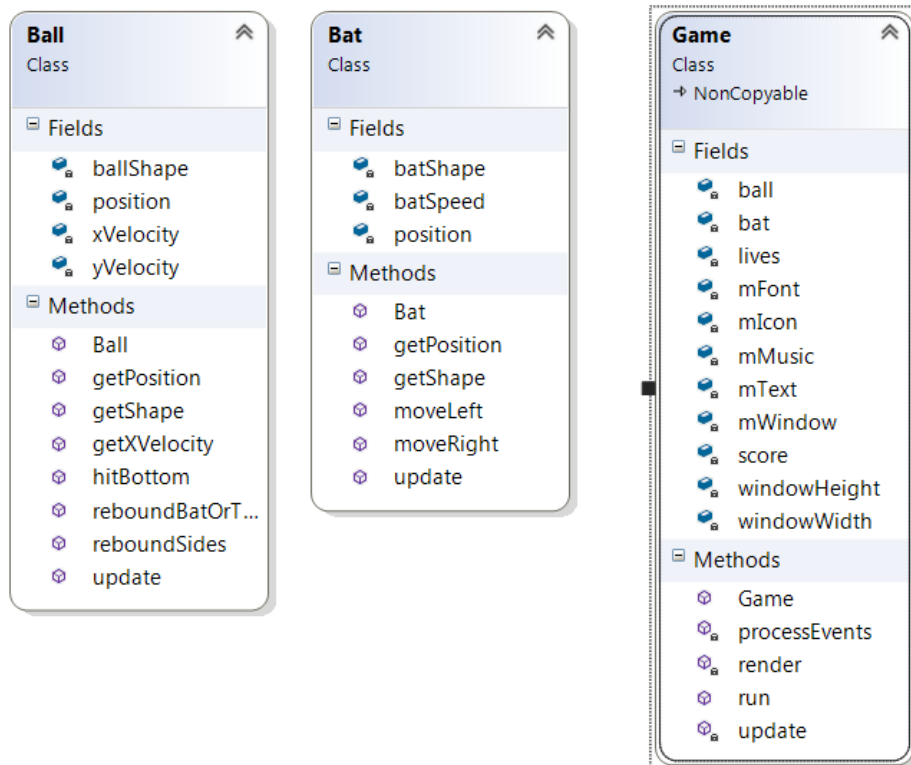 Ball
Class
Fields
ballShape
position
xVelocity
yVelocity
Methods
Ball
getPosition
getShape
getXVelocity
hitBottom
reboundBatOrT...
reboundSides
update
Bat
Class
Fields
batShape
batSpeed
position
Methods
Bat
getPosition
getShape
moveLeft
moveRight
update
Game
Class
NonCopyable
Fields
ball
bat
lives
mFont
mIcon
mMusic
mText
mWindow
score
windowHeight
windowWidth
Methods
Game
processEvents
render
run
update